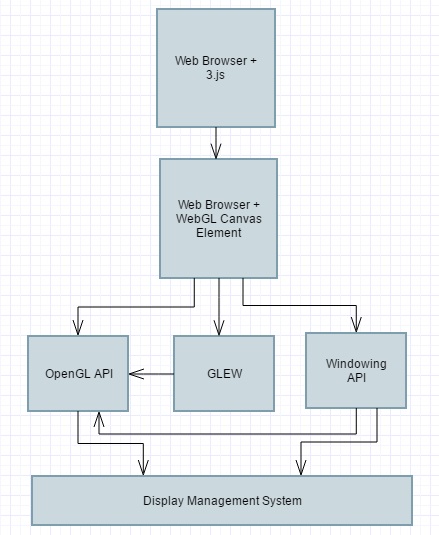 Web Browser +
3.js
Web Browser +
WebGL Canvas
Element
OpenGL API
GLEW
Windowing
API
Display Management System